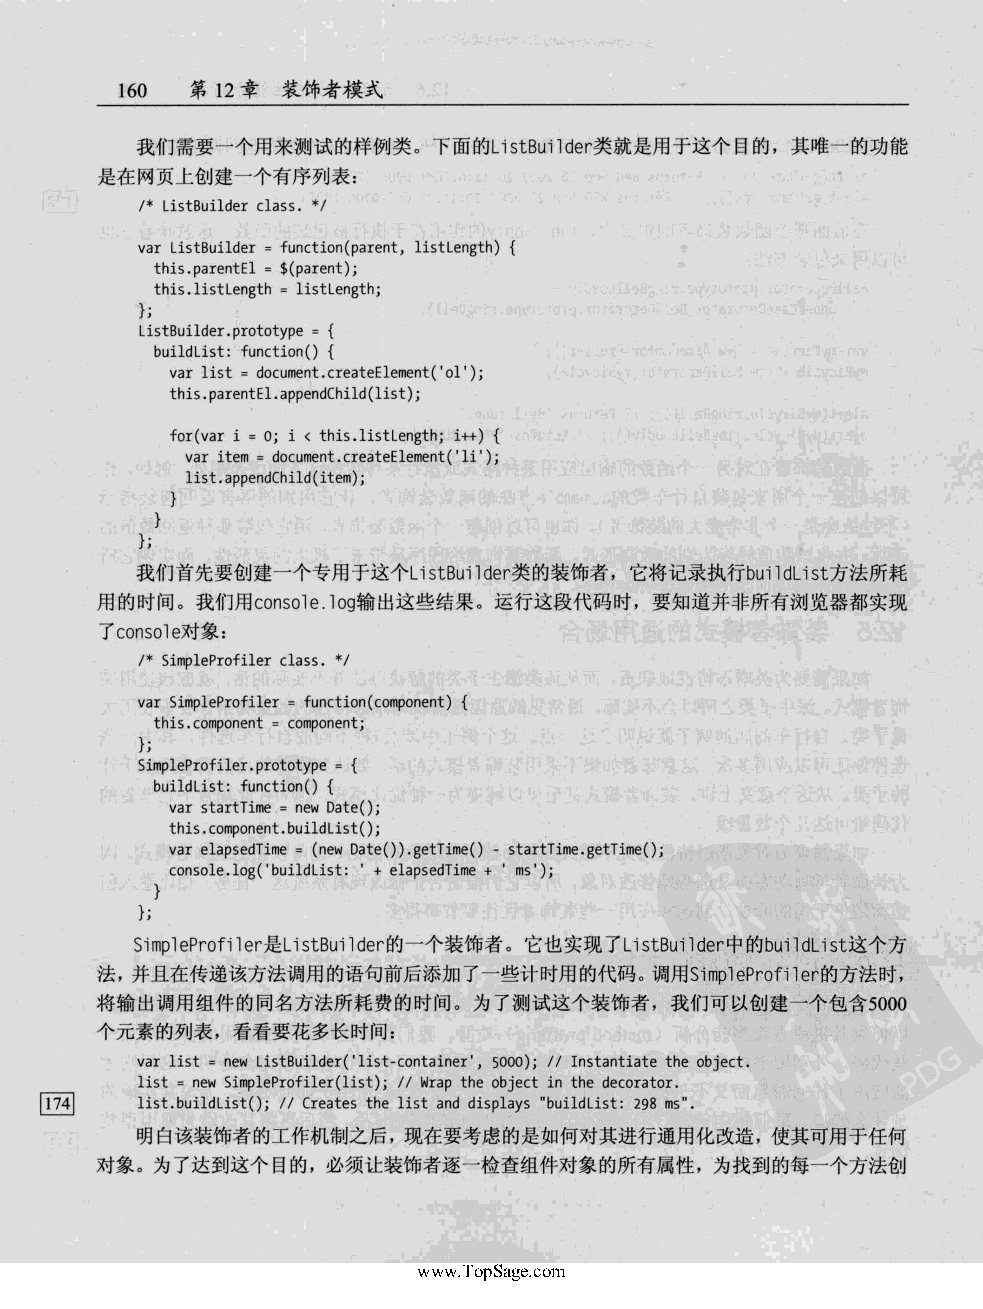 160 第 12 章 装饰者模式
我们需要一个用来测试的样例类。下面的ListBuilder类就是用于这个目的，其唯一的功能
是在网页上创建一个有序列表：
/* ListBuilder class. */
var ListBuilder = function(parent, listLength) {
this.parentEl = $(parent);
this.listLength = listLength;
};
ListBuilder.prototype = {
buildList: function() {
var list = document.createElement('ol');
this.parentEl.appendChild(list);
for(var i = 0; i < this.listLength; i++) {
var item = document.createElement('li');
list.appendChild(item);
}
}
};
我们首先要创建一个专用于这个ListBuilder类的装饰者，它将记录执行buildList方法所耗
用的时间。我们用console.log输出这些结果。运行这段代码时，要知道并非所有浏览器都实现
了console对象：
/* SimpleProfiler class. */
var SimpleProfiler = function(component) {
this.component = component;
};
SimpleProfiler.prototype = {
buildList: function() {
var startTime = new Date();
this.component.buildList();
var elapsedTime = (new Date()).getTime() - startTime.getTime();
console.log('buildList: ' + elapsedTime + ' ms');
}
};
SimpleProfiler是ListBuilder的一个装饰者。它也实现了ListBuilder中的buildList这个方
法，并且在传递该方法调用的语句前后添加了一些计时用的代码。调用SimpleProfiler的方法时，
将输出调用组件的同名方法所耗费的时间。为了测试这个装饰者，我们可以创建一个包含5000
个元素的列表，看看要花多长时间：
var list = new ListBuilder('list-container', 5000); // Instantiate the object.
list = new SimpleProfiler(list); // Wrap the object in the decorator.
174 list.buildList(); // Creates the list and displays "buildList: 298 ms".
明白该装饰者的工作机制之后，现在要考虑的是如何对其进行通用化改造，使其可用于任何
对象。为了达到这个目的，必须让装饰者逐一检查组件对象的所有属性，为找到的每一个方法创
PDG
www.TopSage.com